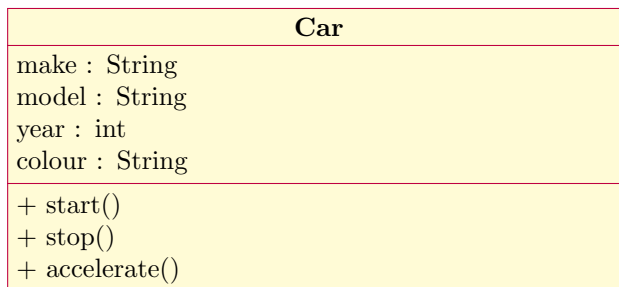 Car
make : String
model : String
year : int
colour : String
+ start()
+ stop()
+ accelerate()